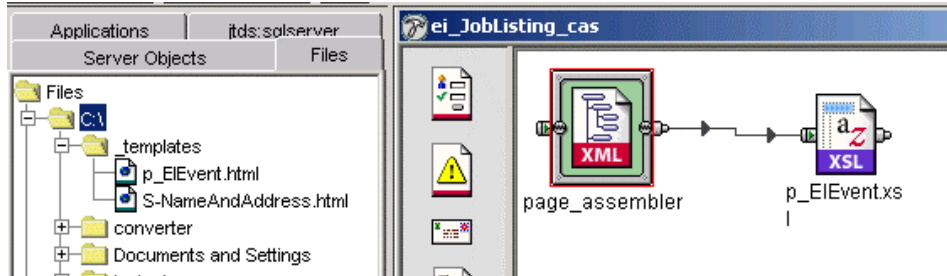 Applications
jtds:sqlserver
Server Objects
Files
Files
C:\
_templates
p_EIEvent.html
S-NameAndAddress.html
converter
Documents and Settings
ei_JobListing_cas
XML
page_assembler
a
z
XSL
p_EIEvent.xs
l